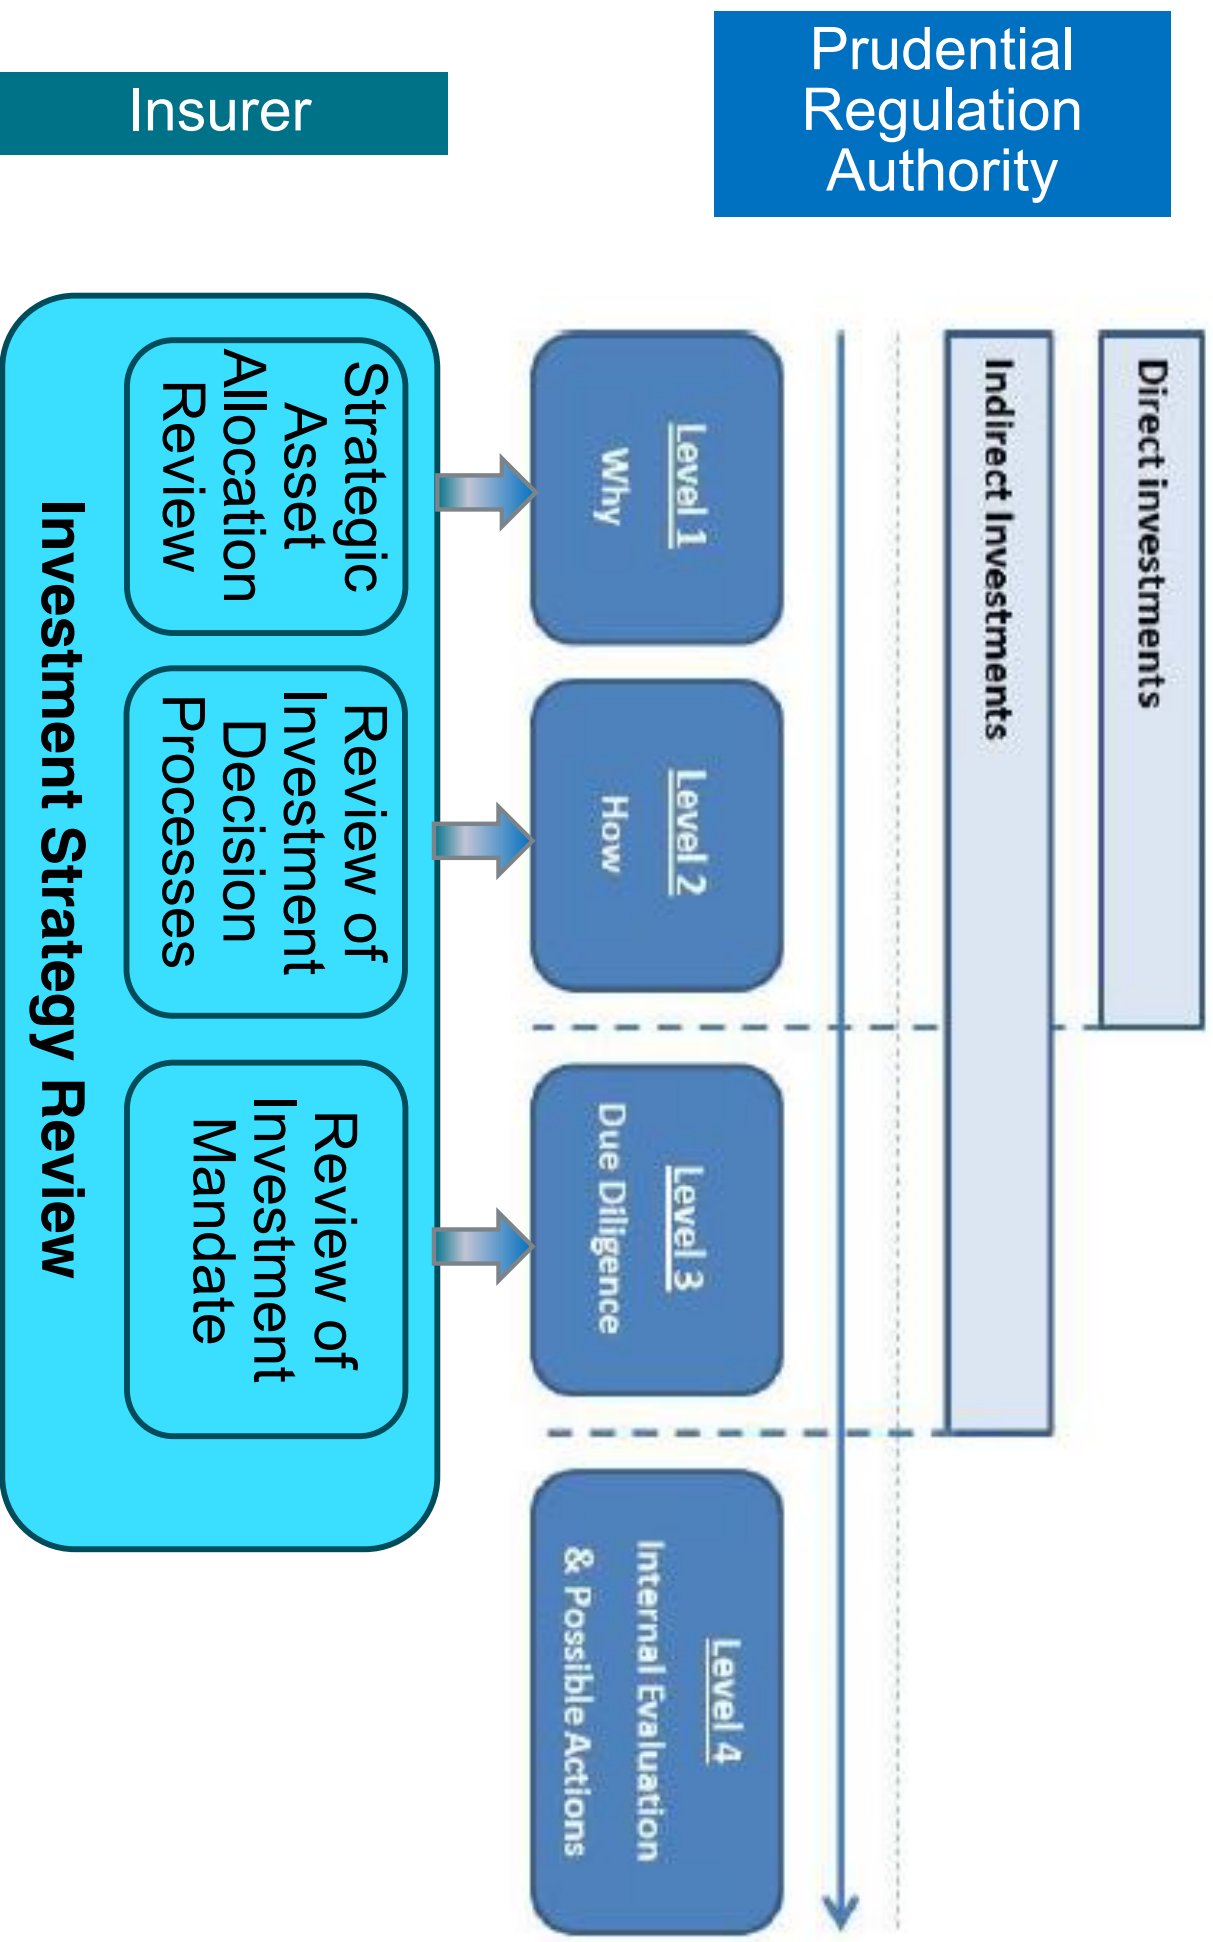 Prudential
Regulation
Authority
Insurer
Direct investments
Indirect Investments
Level 1
Why
Level 2
How
Level 3
Due Diligence
Level 4
Internal Evaluation
& Possible Actions
Strategic
Asset
Allocation
Review
Review of
Investment
Decision
Processes
Review of
Investment
Mandate
Investment Strategy Review